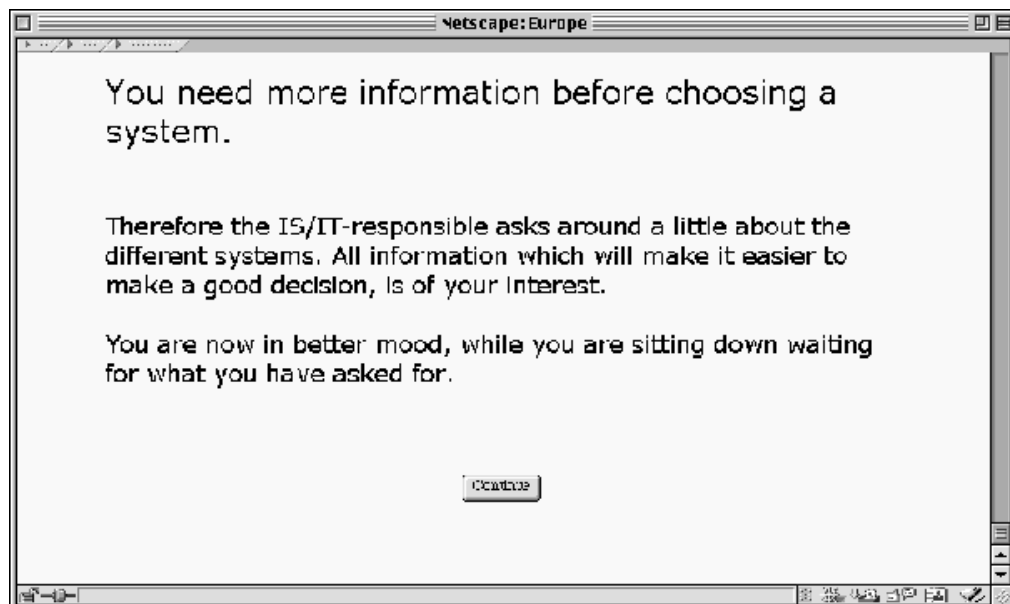 Netscape: Europe
You need more information before choosing a
system.
Therefore the IS/IT-responsible asks around a little about the
different systems. All information which will make it easier to
make a good decision, is of your interest.
You are now in better mood, while you are sitting down waiting
for what you have asked for.
Continue